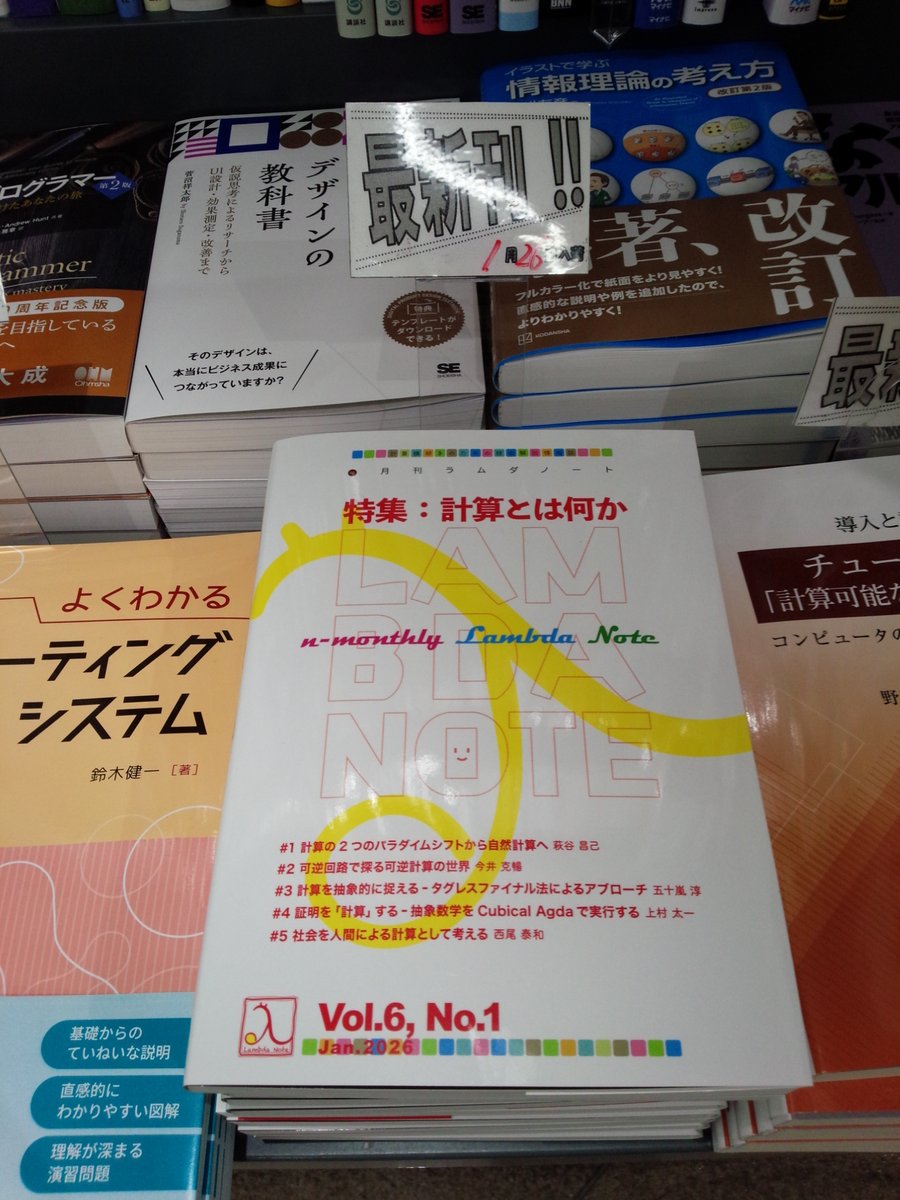 講談社
SE
SE
BNN
マイナビ
impress
マイナビ
イラストで学ぶ
情報理論の考え方
改訂第2版
最新刊!!
1月26日入荷
著、改訂
フルカラー化で紙面をより見やすく!
直感的な説明や例を追加したので、
よりわかりやすく!
KODANSHA
デザインの
教科書
仮説思考によるリサーチから
UI設計・効果測定・改善まで
菅沼祥太郎
特典
テンプレートが
ダウンロード
できる!
そのデザインは、
本当にビジネス成果に
つながっていますか?
SE
SHOEISHA
ログラマー 第2版
Andrew Hunt
周年記念版
を目指している
へ
大成
Ohmsha
最新
月刊ラムダノート
特集:計算とは何か
LAM
BDA
NOTE
n-monthly Lambda Note
#1 計算の2つのパラダイムシフトから自然計算へ 萩谷 昌己
#2 可逆回路で探る可逆計算の世界 今井 克暢
#3 計算を抽象的に捉える – タグレスファイナル法によるアプローチ 五十嵐 淳
#4 証明を「計算」する – 抽象数学をCubical Agdaで実行する 上村 太一
#5 社会を人間による計算として考える 西尾 泰和
Lambda Note
Vol.6, No.1
Jan.2026
よくわかる
ーティング
システム
鈴木健一[著]
基礎からの
ていねいな説明
直感的に
わかりやすい図解
理解が深まる
演習問題
導入と
チュー
「計算可能な
コンピュータの
野